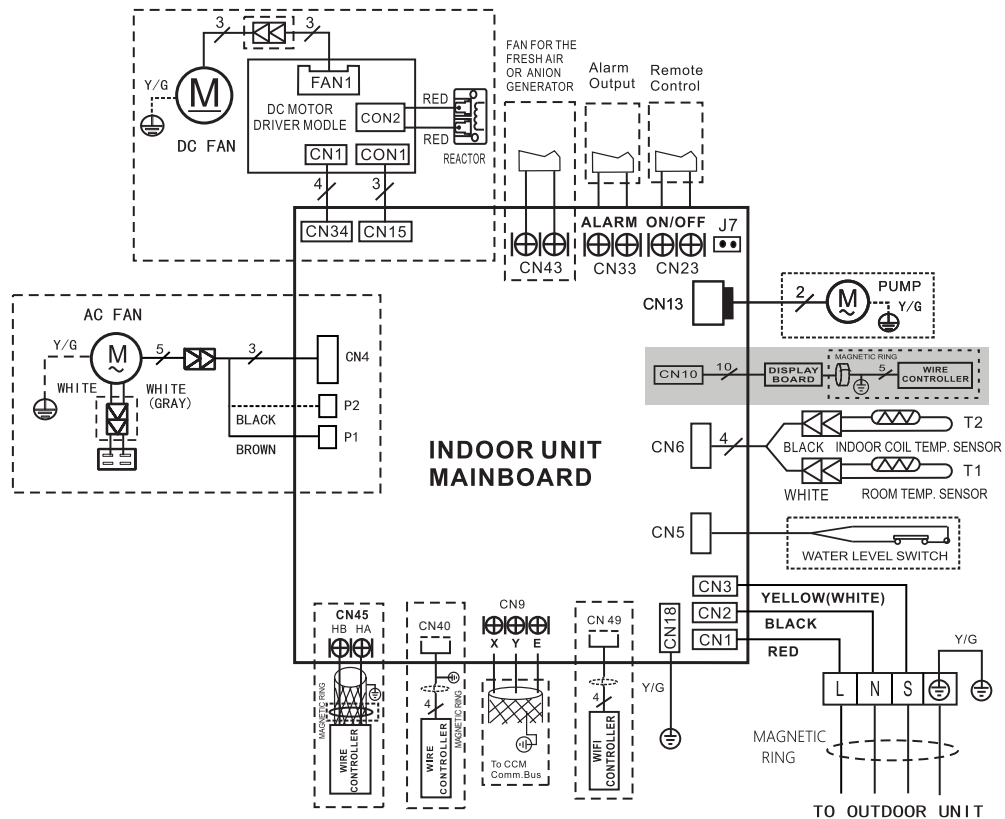 3
3
Y/G
M
DC FAN
FAN1
DC MOTOR
DRIVER MODLE
CON2
RED
RED
REACTOR
CN1
CON1
4
3
CN34
CN15
FAN FOR THE
FRESH AIR
OR ANION
GENERATOR
Alarm
Output
Remote
Control
ALARM
ON/OFF
J7
CN43
CN33
CN23
CN13
2
M
~
PUMP
Y/G
AC FAN
Y/G
M
~
5
3
CN4
WHITE
WHITE
(GRAY)
P2
BLACK
P1
BROWN
CN10
10
DISPLAY
BOARD
MAGNETIC RING
5
WIRE
CONTROLLER
INDOOR UNIT
MAINBOARD
CN6
4
T2
BLACK
INDOOR COIL TEMP. SENSOR
T1
WHITE
ROOM TEMP. SENSOR
CN5
WATER LEVEL SWITCH
CN3
YELLOW(WHITE)
CN2
BLACK
CN1
RED
CN18
Y/G
CN45
HB HA
MAGNETIC RING
WIRE
CONTROLLER
CN40
4
MAGNETIC RING
WIRE
CONTROLLER
CN9
X Y E
To CCM
Comm.Bus
CN 49
4
WIFI
CONTROLLER
Y/G
L N S
MAGNETIC
RING
TO OUTDOOR UNIT